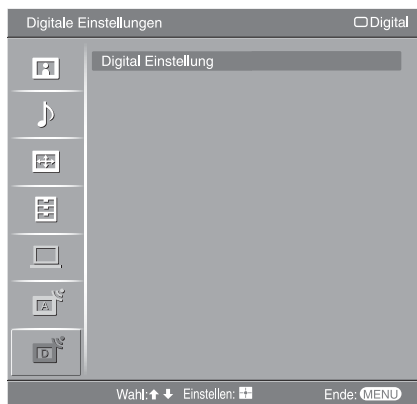 Digitale Einstellungen Digital
Digital Einstellung
A
D
Wahl: Einstellen: Ende: MENU